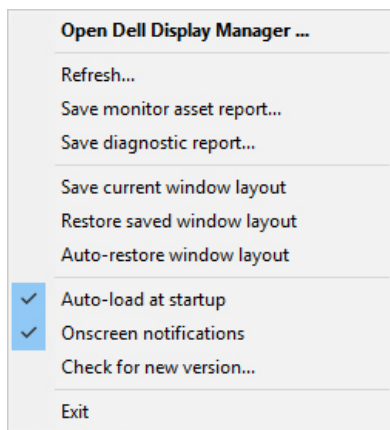 Open Dell Display Manager ...
Refresh...
Save monitor asset report...
Save diagnostic report...
Save current window layout
Restore saved window layout
Auto-restore window layout
Auto-load at startup
Onscreen notifications
Check for new version...
Exit